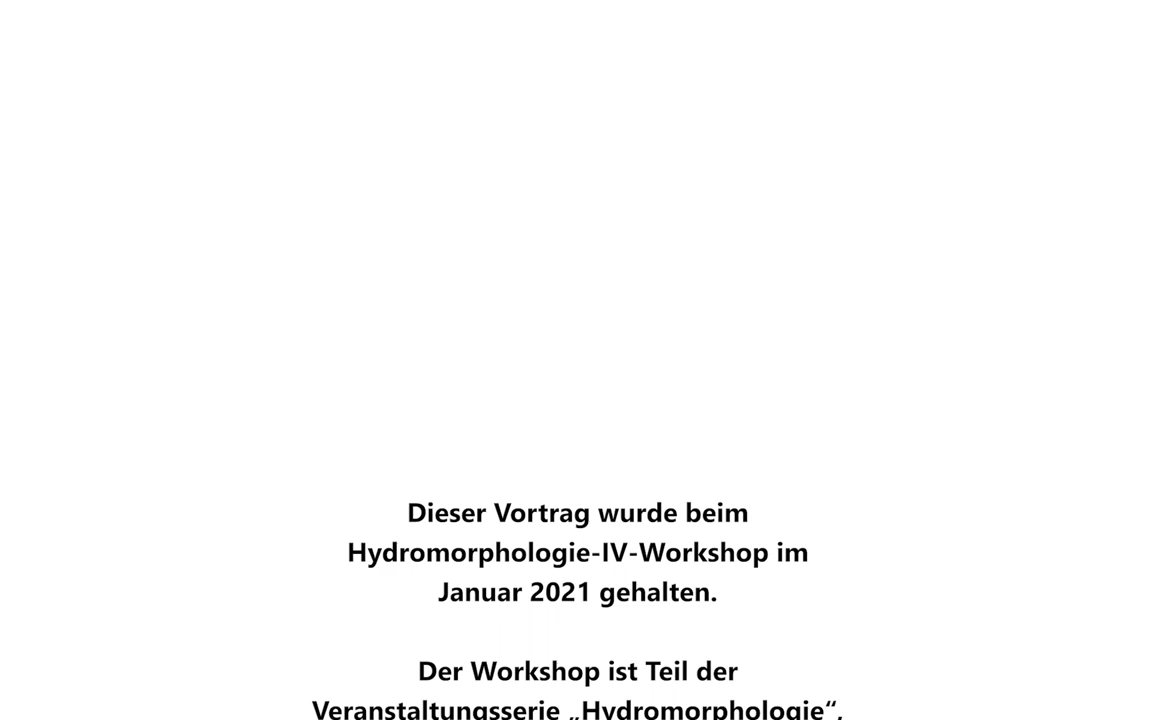 Dieser Vortrag wurde beim
Hydromorphologie-IV-Workshop im
Januar 2021 gehalten.
Der Workshop ist Teil der
Veranstaltungsserie „Hydromorphologie“,